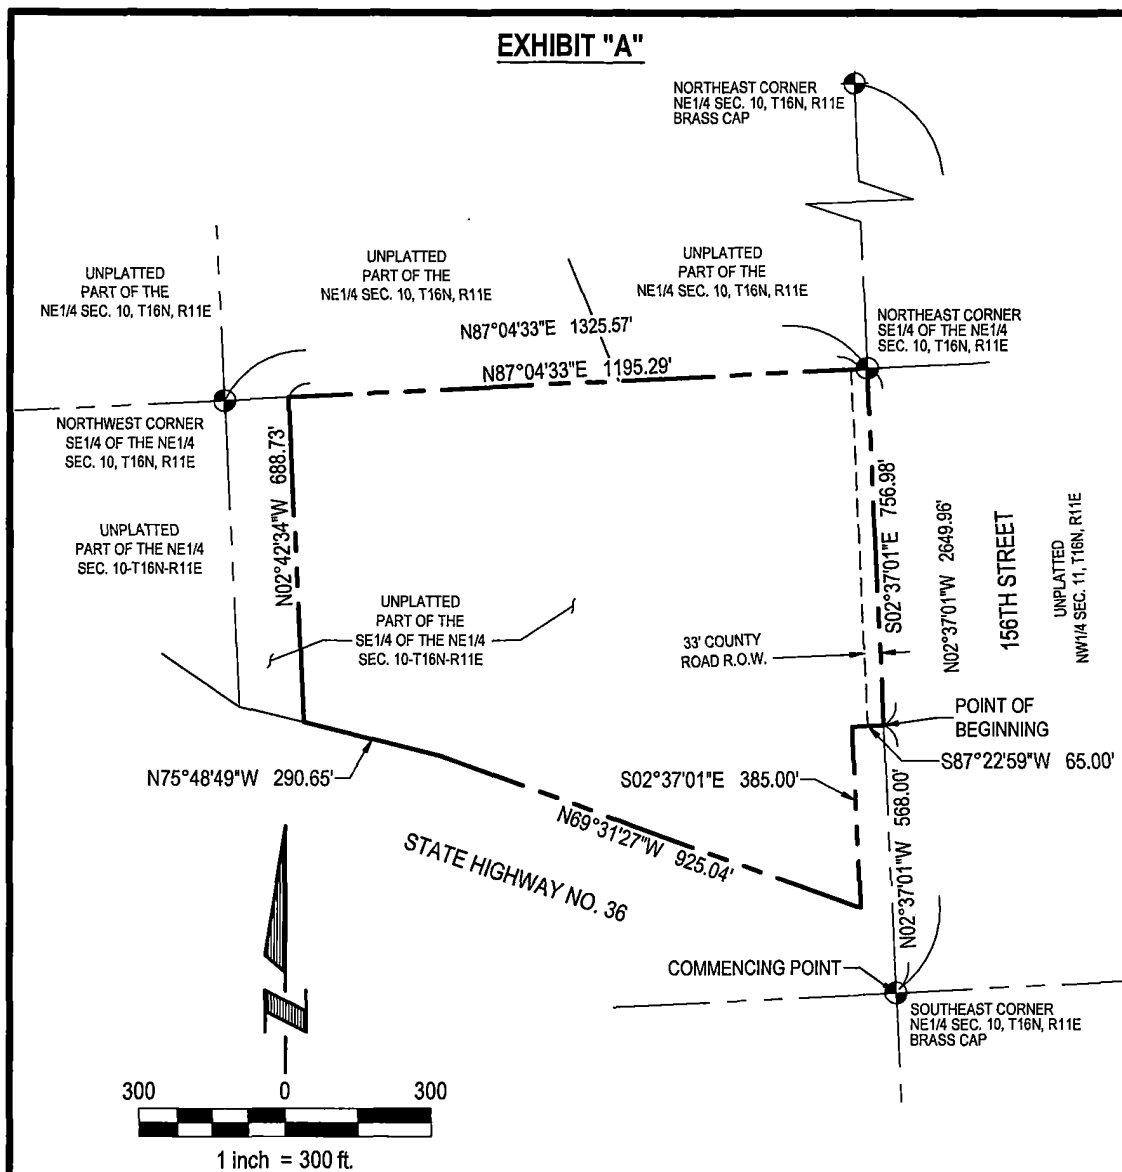 EXHIBIT "A"
NORTHEAST CORNER
NE1/4 SEC. 10, T16N, R11E
BRASS CAP
UNPLATTED
PART OF THE
NE1/4 SEC. 10, T16N, R11E
UNPLATTED
PART OF THE
NE1/4 SEC. 10, T16N, R11E
UNPLATTED
PART OF THE
NE1/4 SEC. 10, T16N, R11E
N87°04'33"E 1325.57'
N87°04'33"E 1195.29'
NORTHEAST CORNER
SE1/4 OF THE NE1/4
SEC. 10, T16N, R11E
NORTHWEST CORNER
SE1/4 OF THE NE1/4
SEC. 10, T16N, R11E
N02°42'34"W 688.73'
UNPLATTED
PART OF THE NE1/4
SEC. 10-T16N-R11E
UNPLATTED
PART OF THE
SE1/4 OF THE NE1/4
SEC. 10-T16N-R11E
33' COUNTY
ROAD R.O.W.
S02°37'01"E 756.98'
N02°37'01"W 2649.96'
156TH STREET
UNPLATTED
NW1/4 SEC. 11, T16N, R11E
POINT OF
BEGINNING
S87°22'59"W 65.00'
N75°48'49"W 290.65'
S02°37'01"E 385.00'
N69°31'27"W 925.04'
N02°37'01"W 568.00'
STATE HIGHWAY NO. 36
COMMENCING POINT
SOUTHEAST CORNER
NE1/4 SEC. 10, T16N, R11E
BRASS CAP
300 0 300
1 inch = 300 ft.